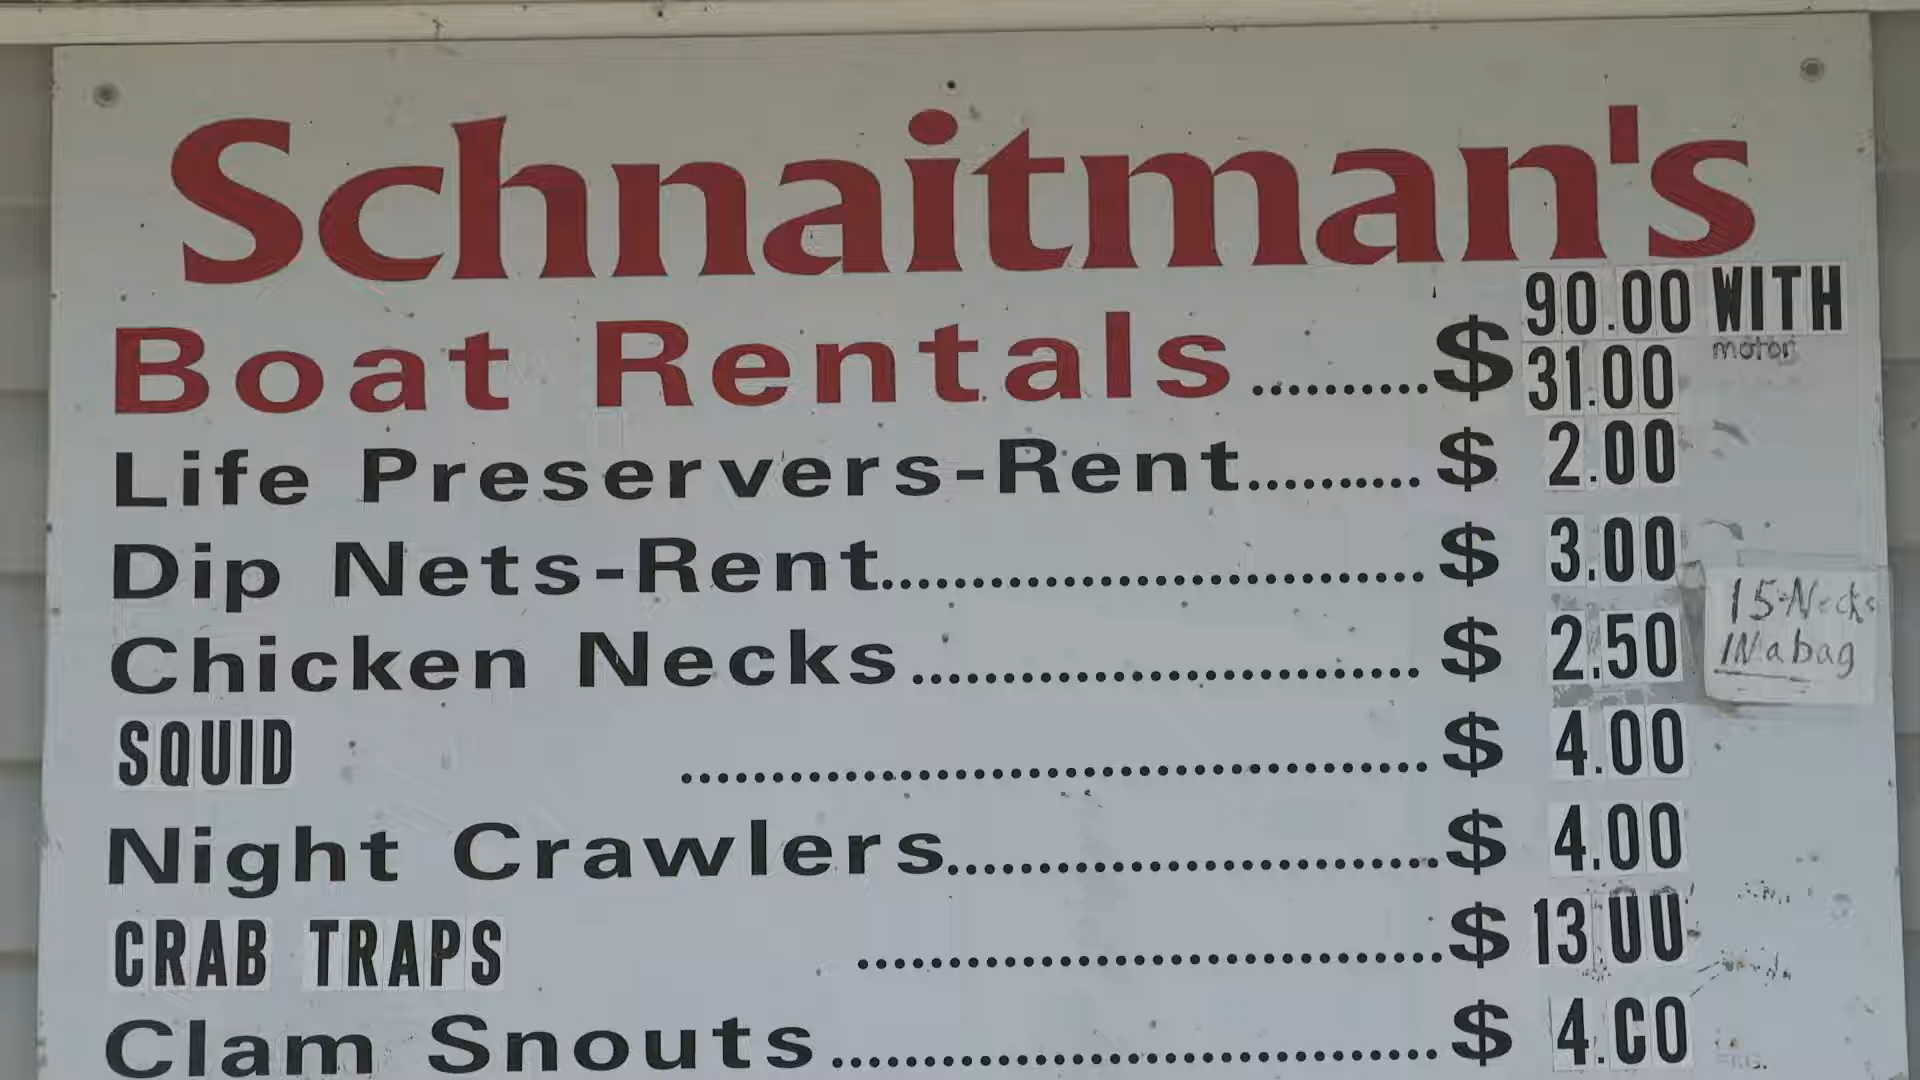 Schnaitman's
90.00 WITH
motor
Boat Rentals..........$ 31.00
Life Preservers-Rent..........$ 2.00
Dip Nets-Rent................................$ 3.00
Chicken Necks..............................$ 2.50
15-Necks
IN a bag
SQUID ........................................$ 4.00
Night Crawlers..............................$ 4.00
CRAB TRAPS ..................................$ 13.00
Clam Snouts...................................$ 4.00